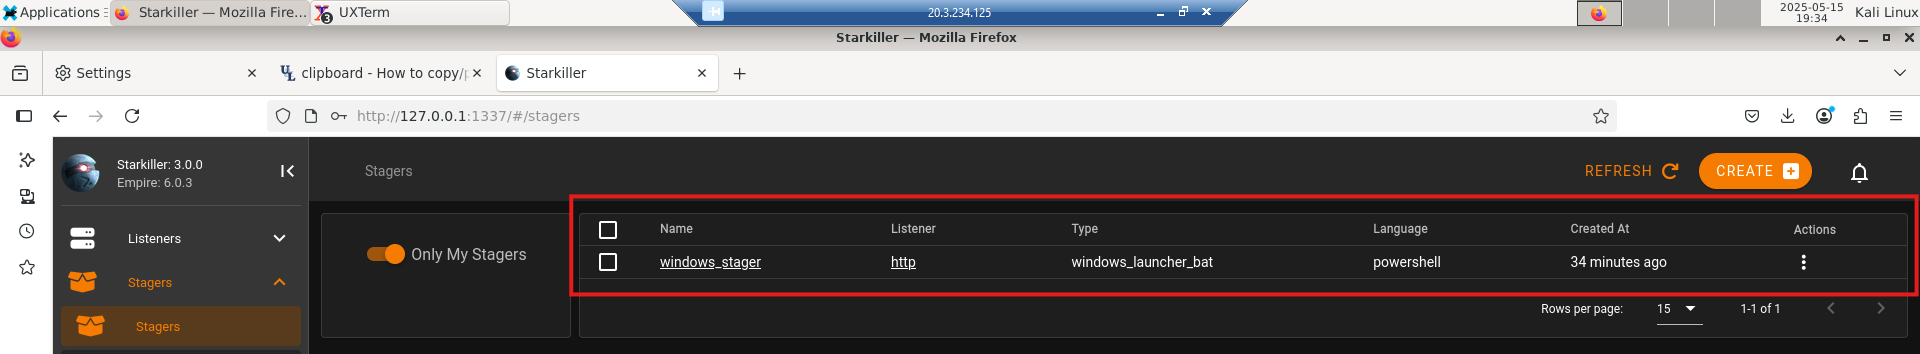 Applications Starkiller — Mozilla Fire... 3 UXTerm 20.3.234.125 2025-05-15 19:34 Kali Linux
Starkiller — Mozilla Firefox
Settings clipboard - How to copy/ Starkiller
http://127.0.0.1:1337/#/stagers
Starkiller: 3.0.0
Empire: 6.0.3
Stagers REFRESH CREATE
Listeners
Stagers
Stagers
Only My Stagers
Name Listener Type Language Created At Actions
windows_stager http windows_launcher_bat powershell 34 minutes ago
Rows per page: 15 1-1 of 1